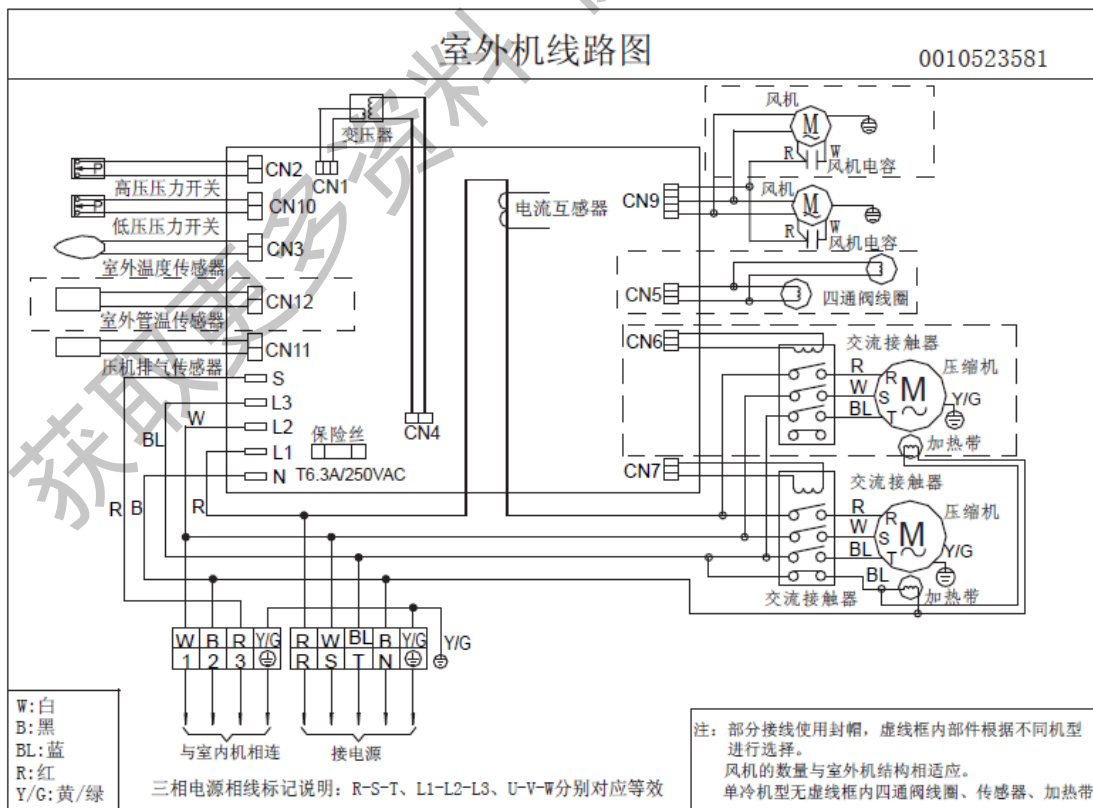 室外机线路图
0010523581
获取更多资料
变压器
CN1
CN2
高压压力开关
CN10
低压压力开关
CN3
室外温度传感器
CN12
室外管温传感器
CN11
压机排气传感器
S
L3
L2
L1
N
保险丝
T6.3A/250VAC
CN4
电流互感器
风机
M
R
W
风机电容
CN9
风机
M
R
W
风机电容
CN5
四通阀线圈
CN6
交流接触器
压缩机
R
W
BL
R
S
T
M
Y/G
加热带
CN7
交流接触器
压缩机
R
W
BL
R
S
T
M
Y/G
BL
加热带
交流接触器
W
BL
R
B
R
W B R Y/G
1 2 3
R W BL B Y/G
R S T N
Y/G
与室内机相连
接电源
W:白
B:黑
BL:蓝
R:红
Y/G:黄/绿
三相电源相线标记说明：R-S-T、L1-L2-L3、U-V-W分别对应等效
注：部分接线使用封帽，虚线框内部件根据不同机型
进行选择。
风机的数量与室外机结构相适应。
单冷机型无虚线框内四通阀线圈、传感器、加热带